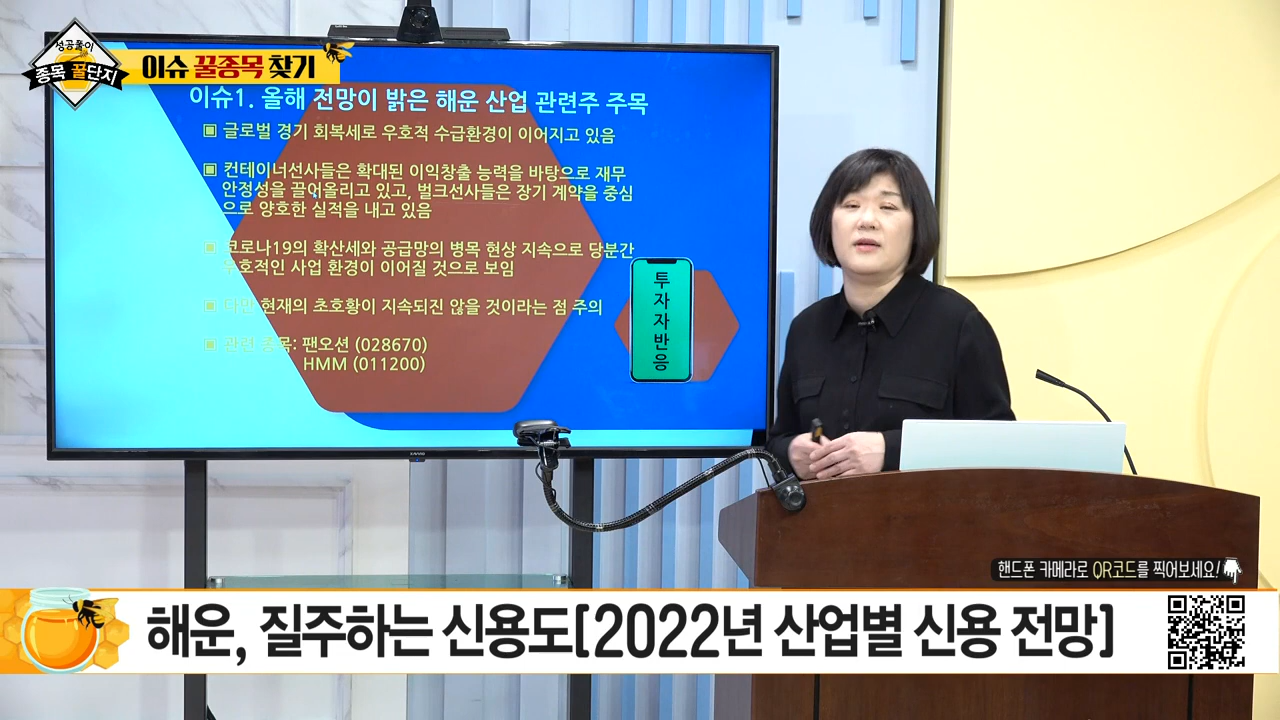 성공풀이
종목 꿀단지
이슈 꿀종목 찾기
이슈1. 올해 전망이 밝은 해운 산업 관련주 주목
▣ 글로벌 경기 회복세로 우호적 수급환경이 이어지고 있음
▣ 컨테이너선사들은 확대된 이익창출 능력을 바탕으로 재무
안정성을 끌어올리고 있고, 벌크선사들은 장기 계약을 중심
으로 양호한 실적을 내고 있음
▣ 코로나19의 확산세와 공급망의 병목 현상 지속으로 당분간
우호적인 사업 환경이 이어질 것으로 보임
▣ 다만 현재의 초호황이 지속되진 않을 것이라는 점 주의
▣ 관련 종목: 팬오션 (028670)
HMM (011200)
투
자
자
반
응
핸드폰 카메라로 QR코드를 찍어보세요!
해운, 질주하는 신용도[2022년 산업별 신용 전망]